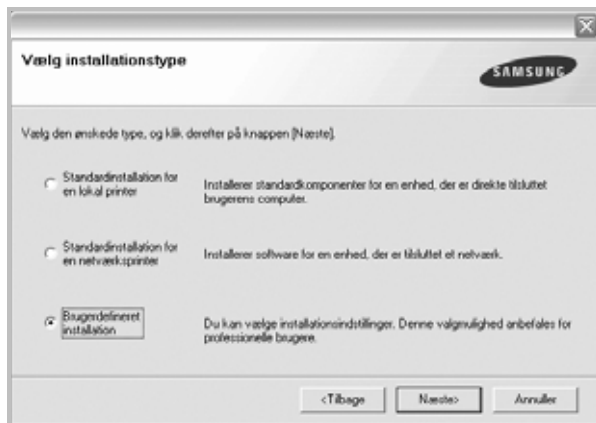 Vælg installationstype
SAMSUNG
Vælg den ønskede type, og klik derefter på knappen [Næste].
Standardinstallation for
en lokal printer
Installerer standardkomponenter for en enhed, der er direkte tilsluttet
brugerens computer.
Standardinstallation for
en netværksprinter
Installerer software for en enhed, der er tilsluttet et netværk.
Brugerdefineret
installation
Du kan vælge installationsindstillinger. Denne valgmulighed anbefales for
professionelle brugere.
<Tilbage
Næste>
Annuller